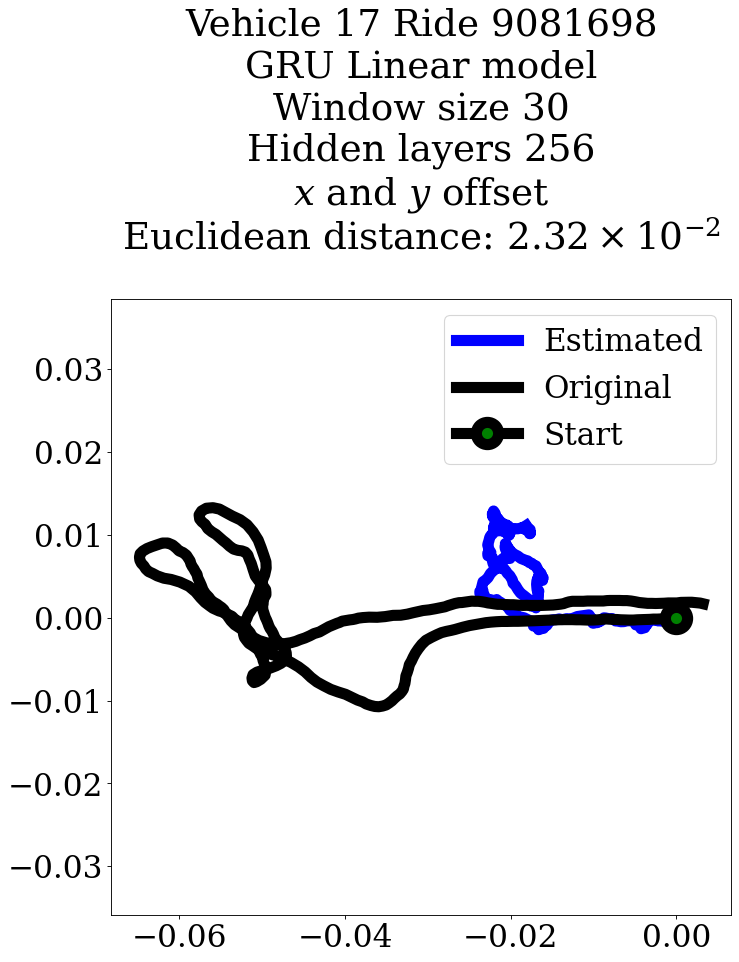 Vehicle 17 Ride 9081698
GRU Linear model
Window size 30
Hidden layers 256
x and y offset
Euclidean distance: 2.32 × 10⁻²
Estimated
Original
Start
0.03
0.02
0.01
0.00
−0.01
−0.02
−0.03
−0.06
−0.04
−0.02
0.00